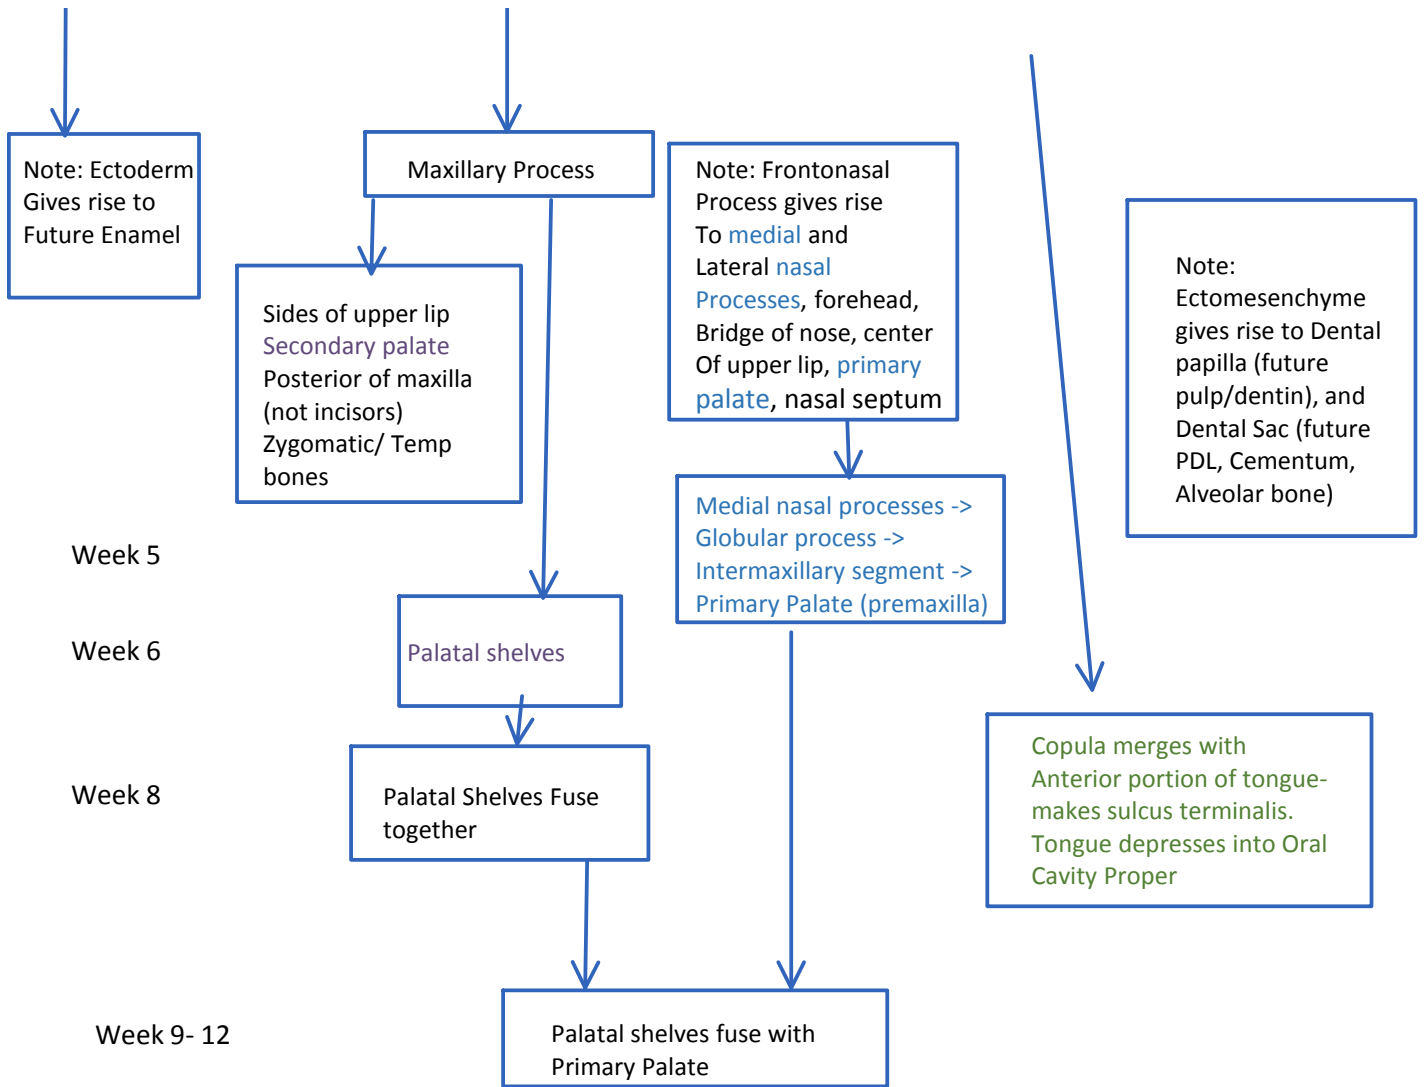 Note: Ectoderm
Gives rise to
Future Enamel
Maxillary Process
Sides of upper lip
Secondary palate
Posterior of maxilla
(not incisors)
Zygomatic/ Temp
bones
Note: Frontonasal
Process gives rise
To medial and
Lateral nasal
Processes, forehead,
Bridge of nose, center
Of upper lip, primary
palate, nasal septum
Note:
Ectomesenchyme
gives rise to Dental
papilla (future
pulp/dentin), and
Dental Sac (future
PDL, Cementum,
Alveolar bone)
Medial nasal processes ->
Globular process ->
Intermaxillary segment ->
Primary Palate (premaxilla)
Week 5
Week 6
Palatal shelves
Week 8
Palatal Shelves Fuse
together
Copula merges with
Anterior portion of tongue-
makes sulcus terminalis.
Tongue depresses into Oral
Cavity Proper
Week 9- 12
Palatal shelves fuse with
Primary Palate